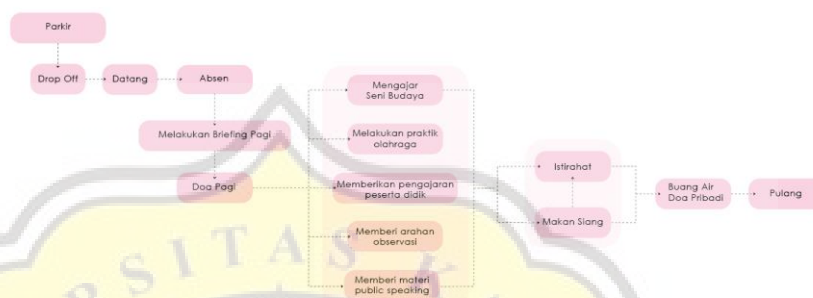 Parkir
Drop Off
Datang
Absen
Melakukan Briefing Pagi
Doa Pagi
Mengajar
Seni Budaya
Melakukan praktik
olahraga
Memberikan pengajaran
peserta didik
Memberi arahan
observasi
Memberi materi
public speaking
Istirahat
Makan Siang
Buang Air
Doa Pribadi
Pulang
RSITAS